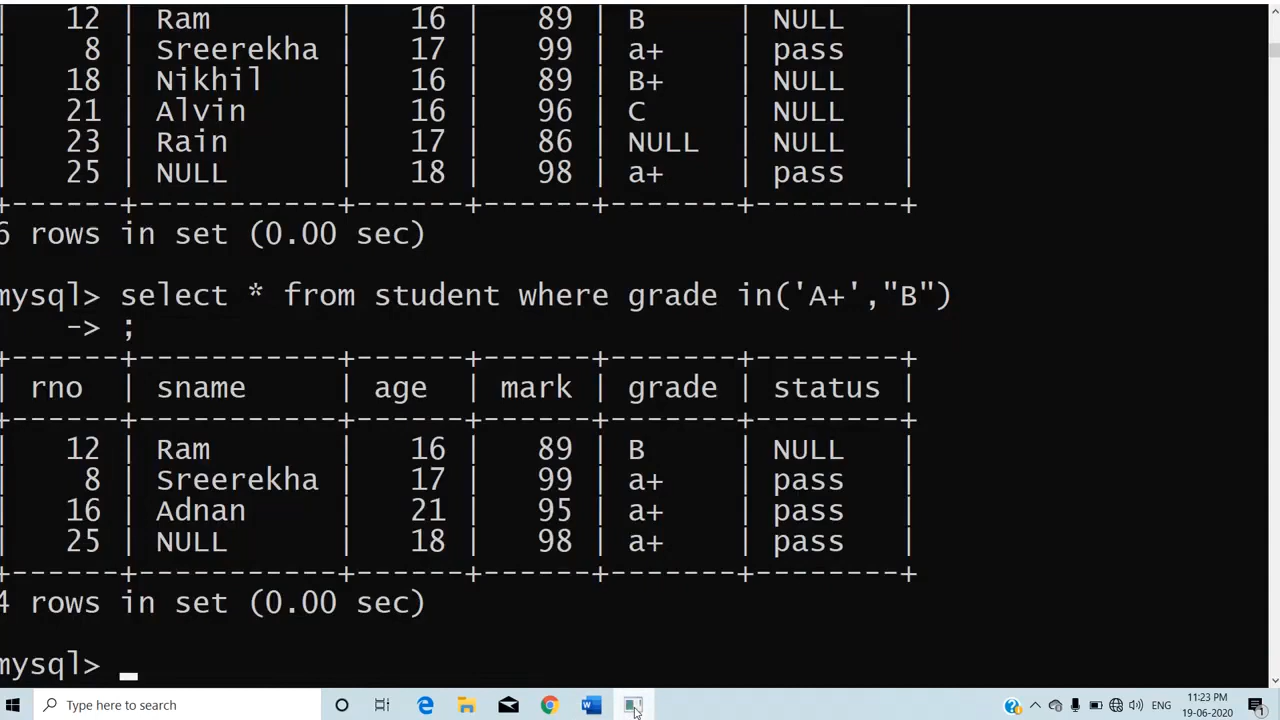 |     12 | Ram       |     16 |     89 | B     | NULL   |
|      8 | Sreerekha |     17 |     99 | a+    | pass   |
|     18 | Nikhil    |     16 |     89 | B+    | NULL   |
|     21 | Alvin     |     16 |     96 | C     | NULL   |
|     23 | Rain      |     17 |     86 | NULL  | NULL   |
|     25 | NULL      |     18 |     98 | a+    | pass   |
+------+-----------+------+------+-------+--------+
6 rows in set (0.00 sec)
mysql> select * from student where grade in('A+',"B")
    -> ;
+------+-----------+------+------+-------+--------+
| rno  | sname     | age  | mark | grade | status |
+------+-----------+------+------+-------+--------+
|   12 | Ram       |   16 |   89 | B     | NULL   |
|    8 | Sreerekha |   17 |   99 | a+    | pass   |
|   16 | Adnan     |   21 |   95 | a+    | pass   |
|   25 | NULL      |   18 |   98 | a+    | pass   |
+------+-----------+------+------+-------+--------+
4 rows in set (0.00 sec)
mysql> _
Type here to search
ENG
11:23 PM
19-06-2020
1